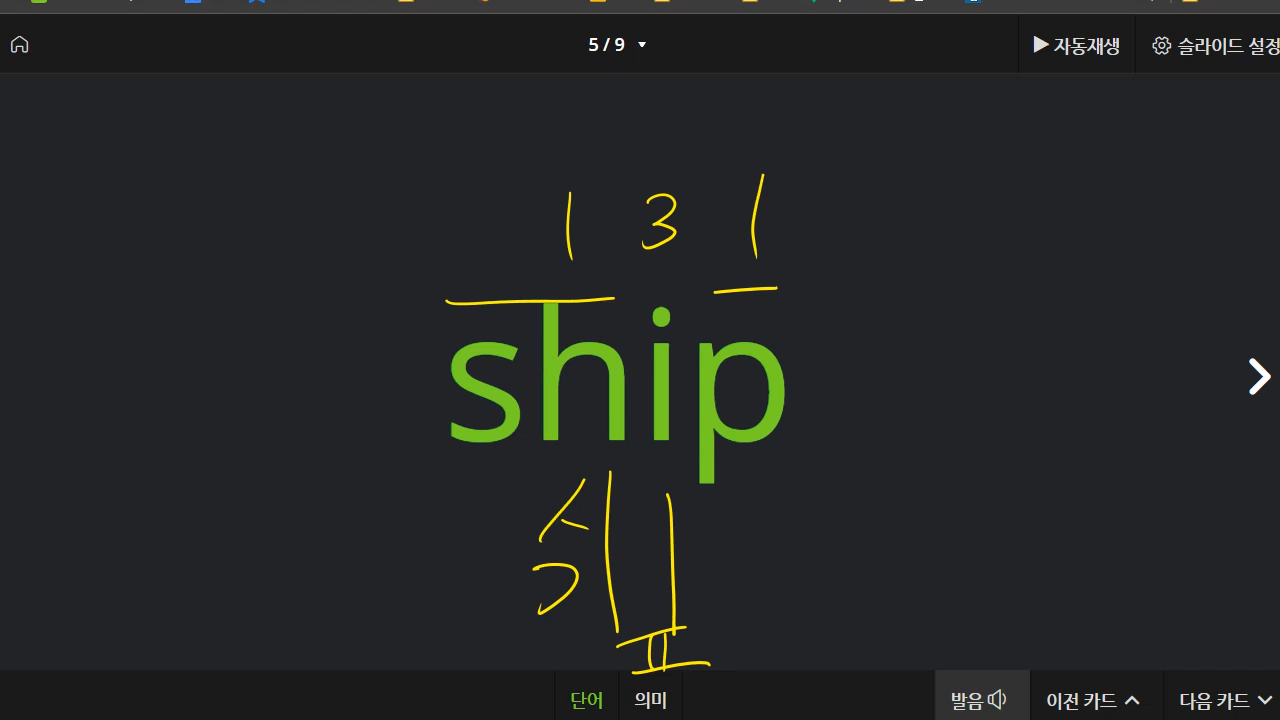 5 / 9
자동재생
슬라이드 설정
1 3 1
ship
단어
의미
발음
이전 카드
다음 카드